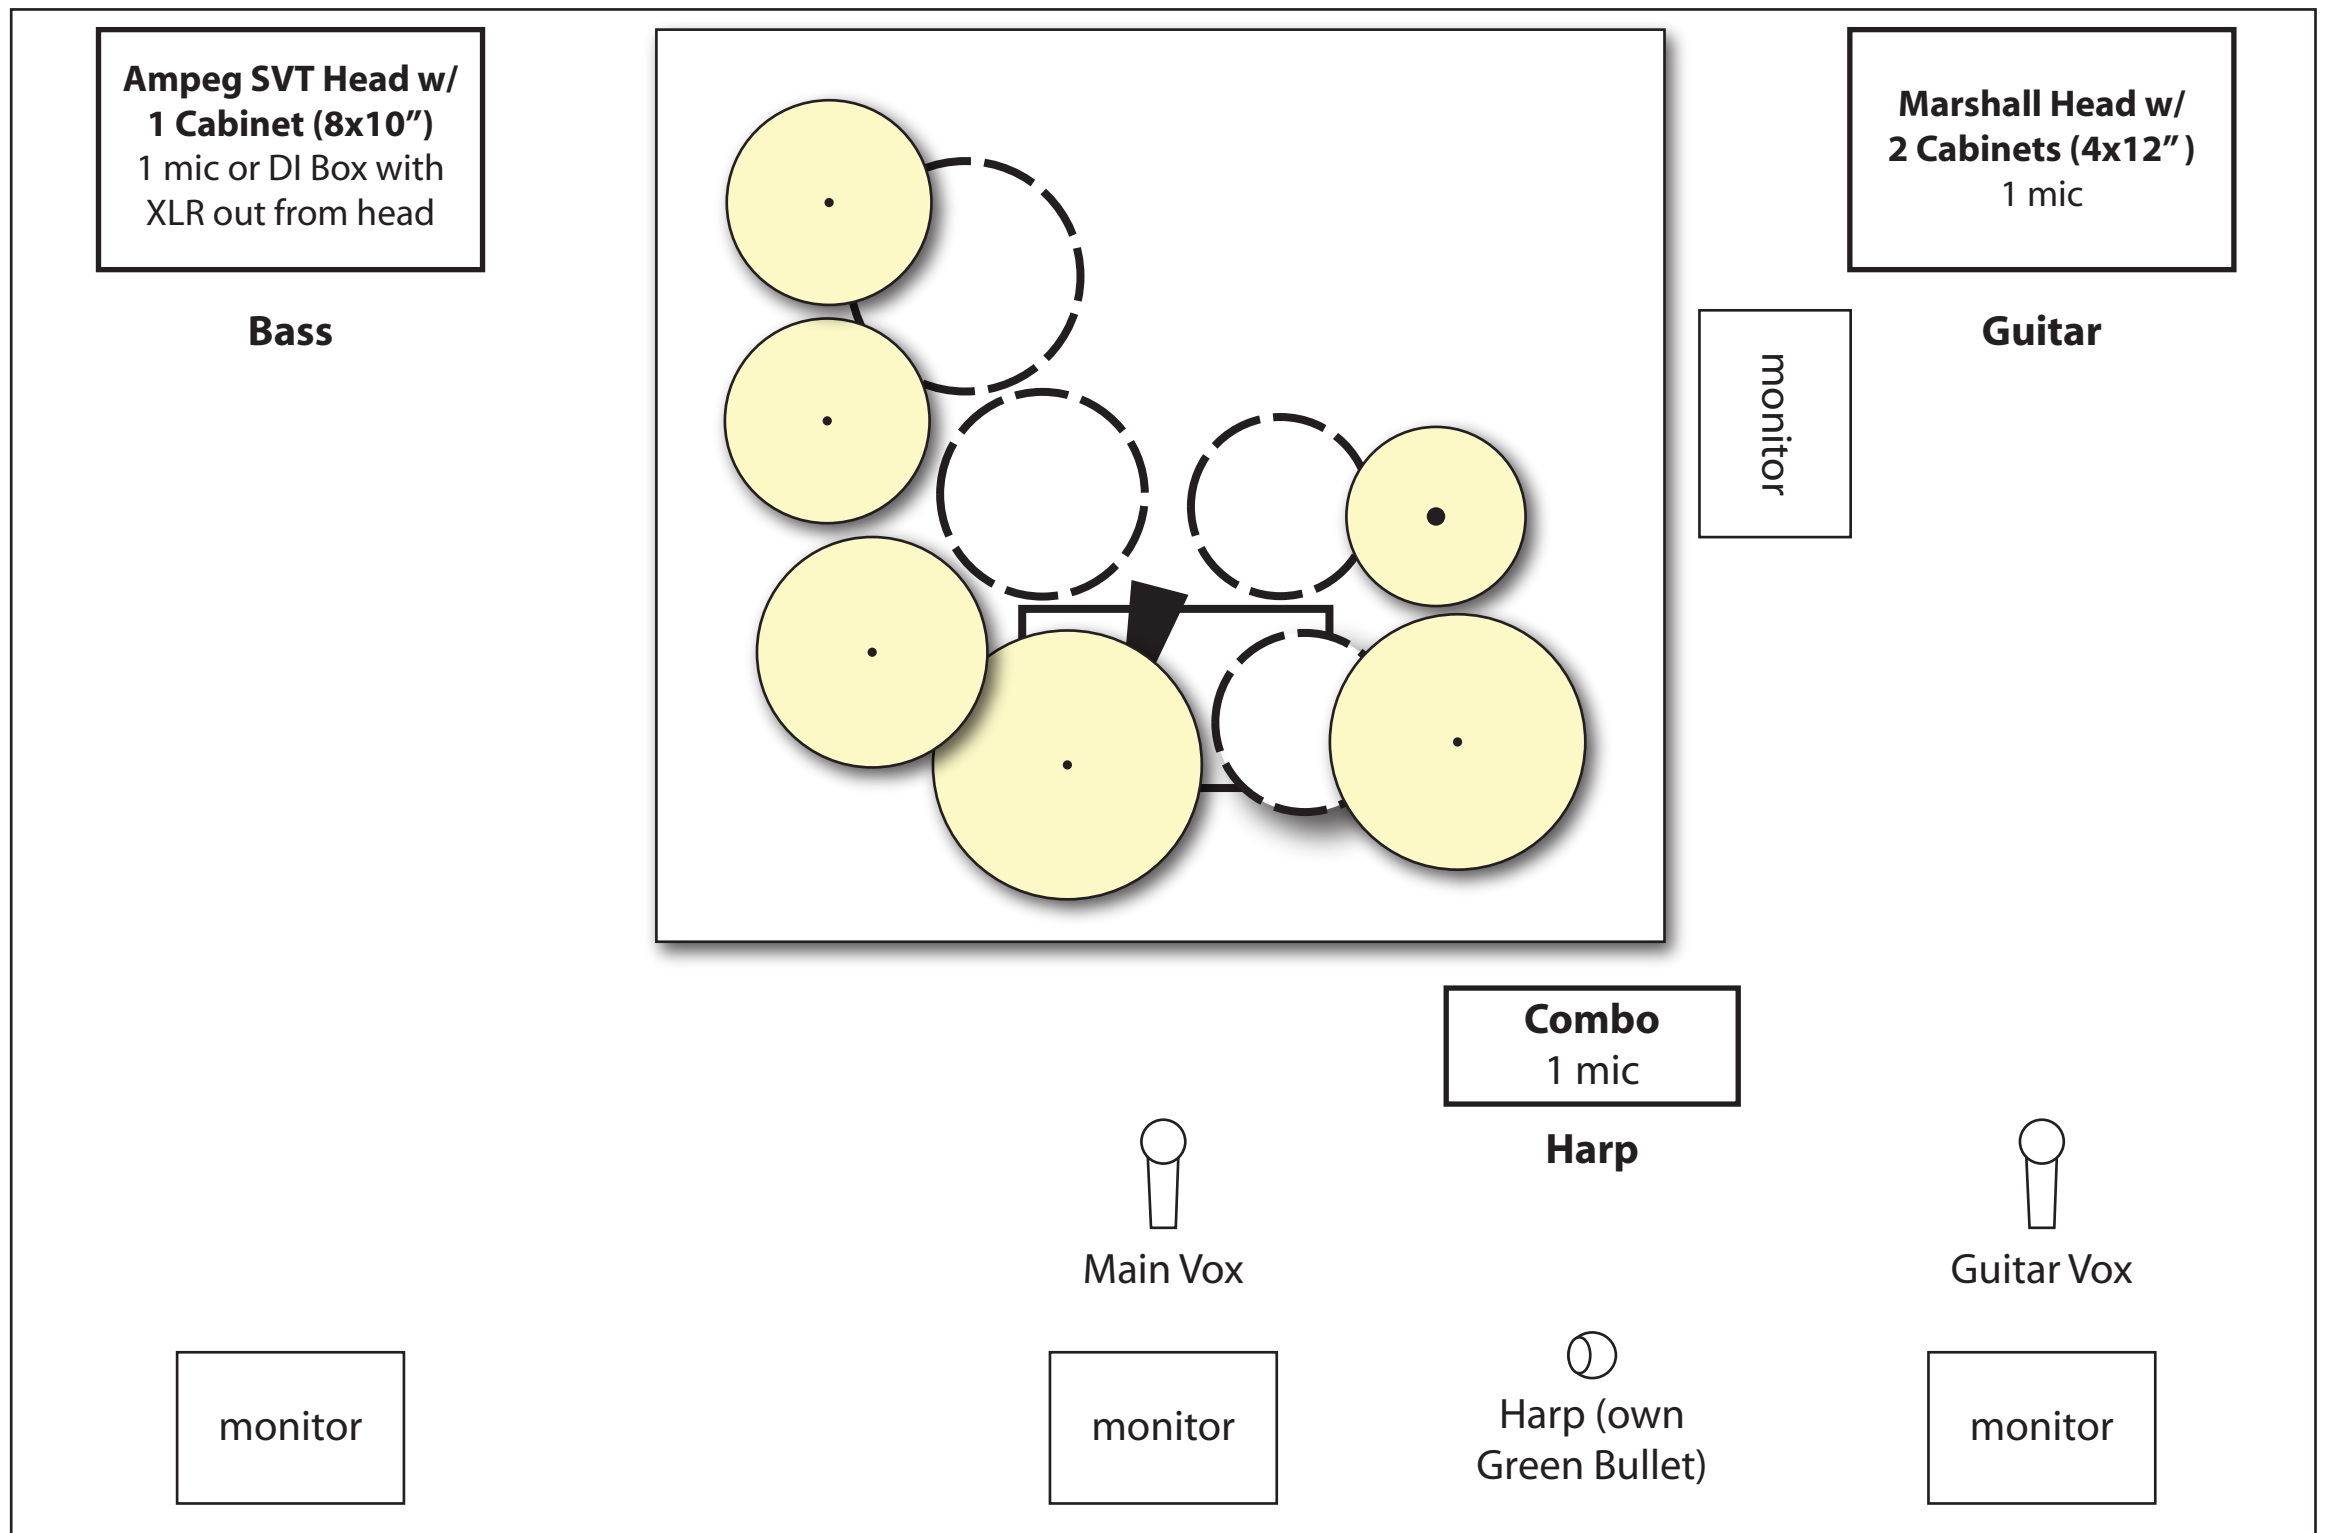 Ampeg SVT Head w/
1 Cabinet (8x10”)
1 mic or DI Box with
XLR out from head
Bass
Marshall Head w/
2 Cabinets (4x12” )
1 mic
Guitar
monitor
Combo
1 mic
Harp
Main Vox
Guitar Vox
monitor
monitor
Harp (own
Green Bullet)
monitor